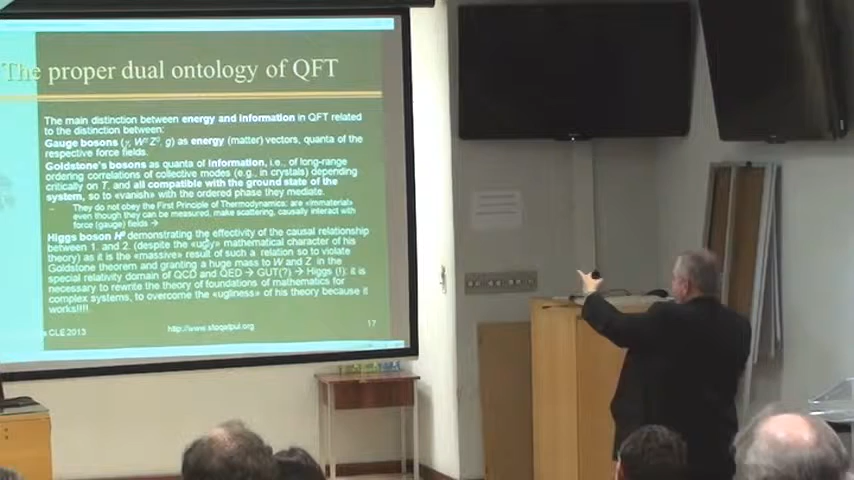 The proper dual ontology of QFT
The main distinction between energy and information in QFT related
to the distinction between:
Gauge bosons (γ, W± Z⁰, g) as energy (matter) vectors, quanta of the
respective force fields.
Goldstone's bosons as quanta of information, i.e., of long-range
ordering correlations of collective modes (e.g., in crystals) depending
critically on T, and all compatible with the ground state of the
system, so to «vanish» with the ordered phase they mediate.
– They do not obey the First Principle of Thermodynamics: are «immaterial»
even though they can be measured, make scattering, causally interact with
force (gauge) fields →
Higgs boson H⁰ demonstrating the effectivity of the causal relationship
between 1. and 2. (despite the «ugly» mathematical character of his
theory) as it is the «massive» result of such a relation so to violate
Goldstone theorem and granting a huge mass to W and Z in the
special relativity domain of QCD and QED → GUT(?) → Higgs (!): it is
necessary to rewrite the theory of foundations of mathematics for
complex systems, to overcome the «ugliness» of his theory because it
works!!!!
CLE 2013 http://www.stoqatpul.org 17